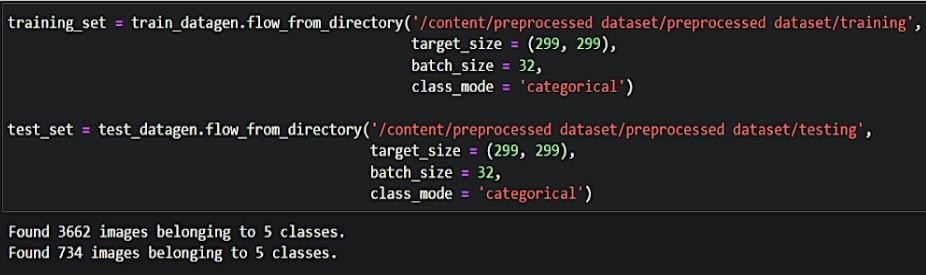 training_set = train_datagen.flow_from_directory('/content/preprocessed dataset/preprocessed dataset/training',
target_size = (299, 299),
batch_size = 32,
class_mode = 'categorical')
test_set = test_datagen.flow_from_directory('/content/preprocessed dataset/preprocessed dataset/testing',
target_size = (299, 299),
batch_size = 32,
class_mode = 'categorical')
Found 3662 images belonging to 5 classes.
Found 734 images belonging to 5 classes.